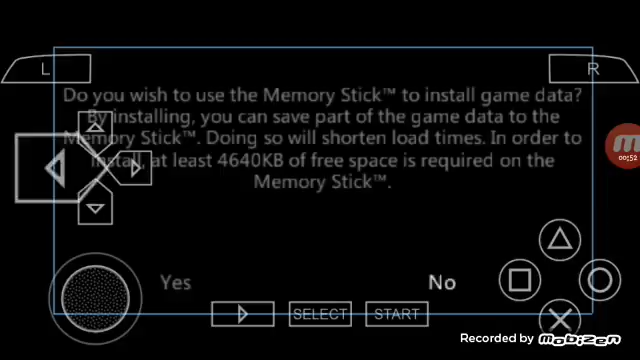 L
R
Do you wish to use the Memory Stick™ to install game data?
By installing, you can save part of the game data to the
Memory Stick™. Doing so will shorten load times. In order to
install, at least 4640KB of free space is required on the
Memory Stick™.
00:52
Yes
No
SELECT
START
Recorded by mobizen